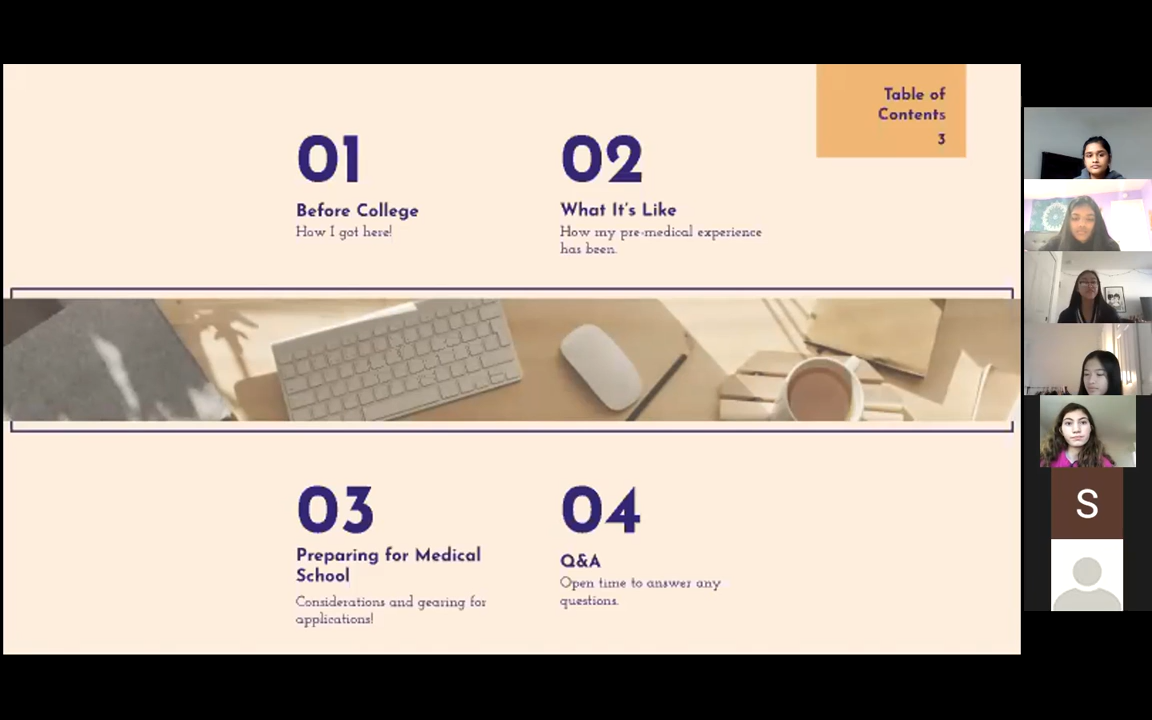 Table of
Contents
3
01
Before College
How I got here!
02
What It's Like
How my pre-medical experience
has been.
03
Preparing for Medical
School
Considerations and gearing for
applications!
04
Q&A
Open time to answer any
questions.
S